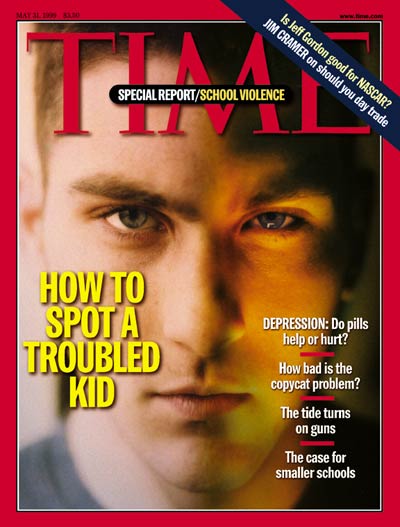 MAY 31, 1999 $3.50
www.time.com
Is Jeff Gordon good for NASCAR?
JIM CRAMER on should you day trade
TIME
SPECIAL REPORT/SCHOOL VIOLENCE
HOW TO
SPOT A
TROUBLED
KID
DEPRESSION: Do pills
help or hurt?
How bad is the
copycat problem?
The tide turns
on guns
The case for
smaller schools